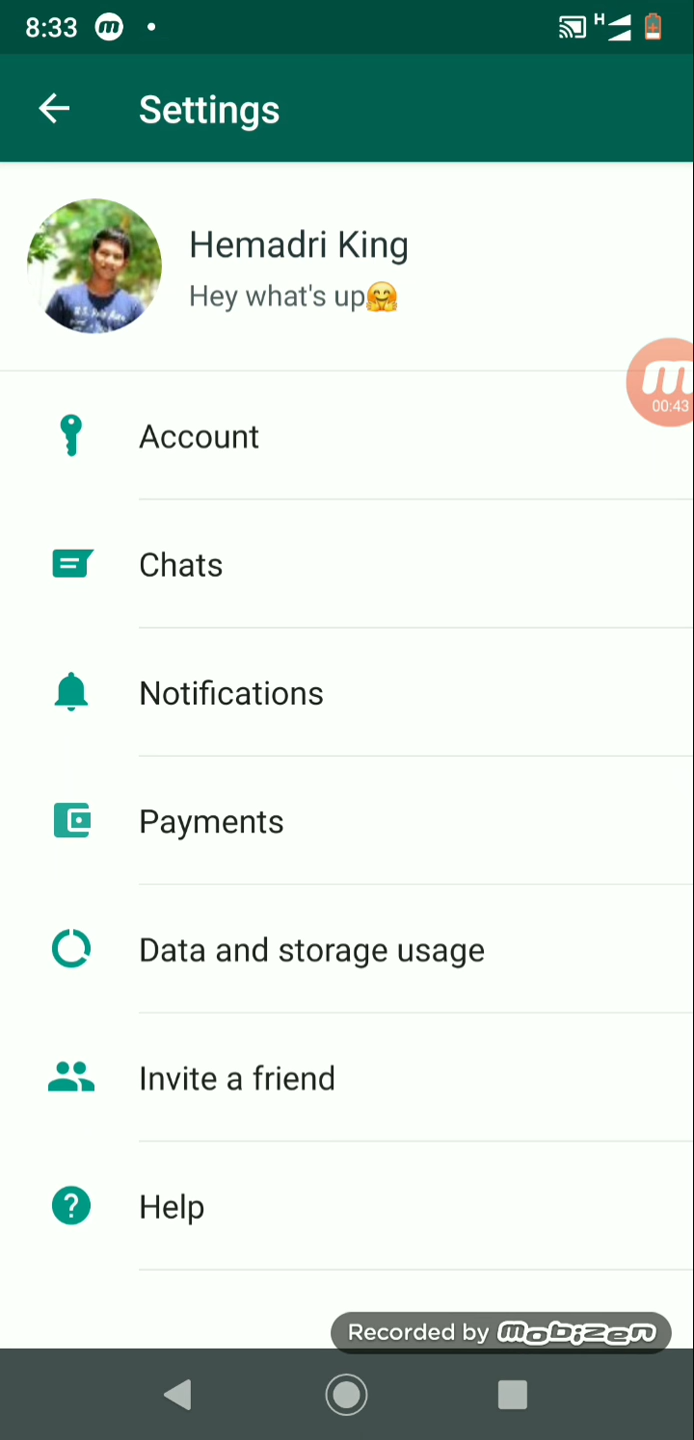 8:33
H
Settings
Hemadri King
Hey what's up🤗
m
00:43
Account
Chats
Notifications
Payments
Data and storage usage
Invite a friend
? Help
Recorded by mobizen